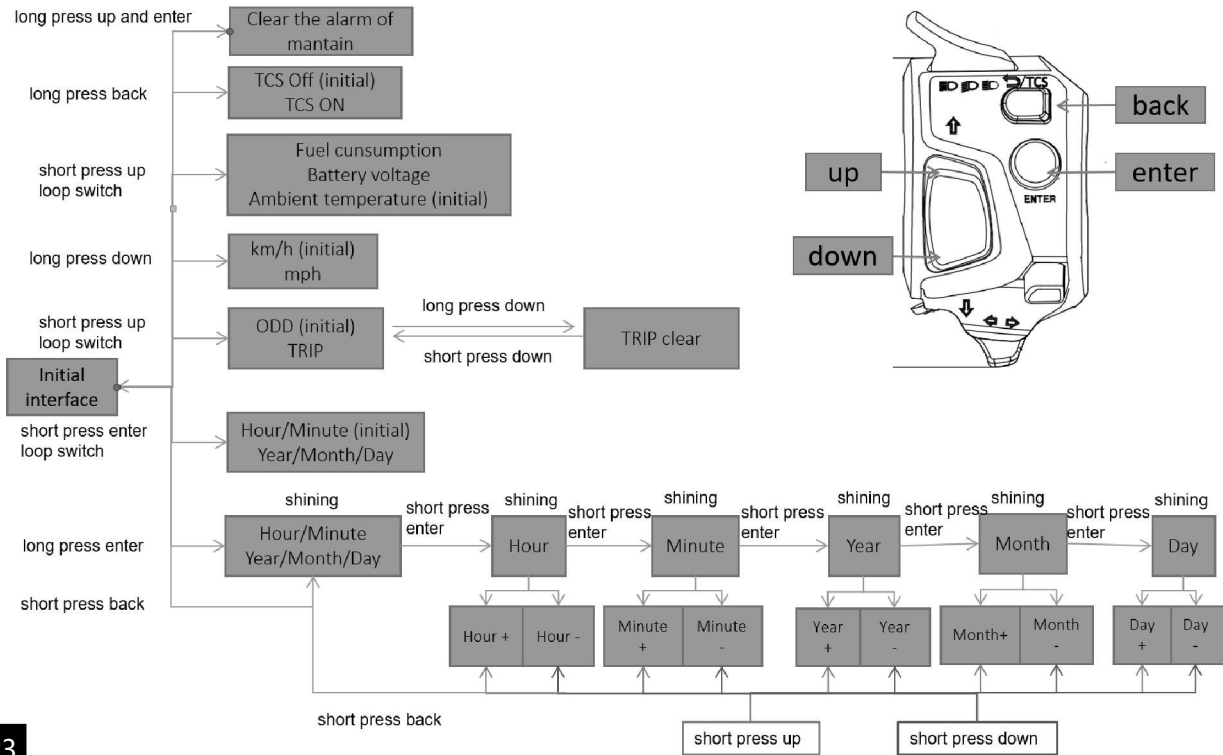 long press up and enter
Clear the alarm of
mantain
long press back
TCS Off (initial)
TCS ON
short press up
loop switch
Fuel cunsumption
Battery voltage
Ambient temperature (initial)
long press down
km/h (initial)
mph
short press up
loop switch
ODD (initial)
TRIP
long press down
short press down
TRIP clear
Initial
interface
short press enter
loop switch
Hour/Minute (initial)
Year/Month/Day
/TCS
back
up
enter
ENTER
down
long press enter
shining
Hour/Minute
Year/Month/Day
short press
enter
shining
Hour
short press
enter
shining
Minute
short press
enter
shining
Year
short press
enter
shining
Month
short press
enter
shining
Day
short press back
Hour +
Hour -
Minute
+
Minute
-
Year
+
Year
-
Month+
Month
-
Day
+
Day
-
short press back
short press up
short press down
3